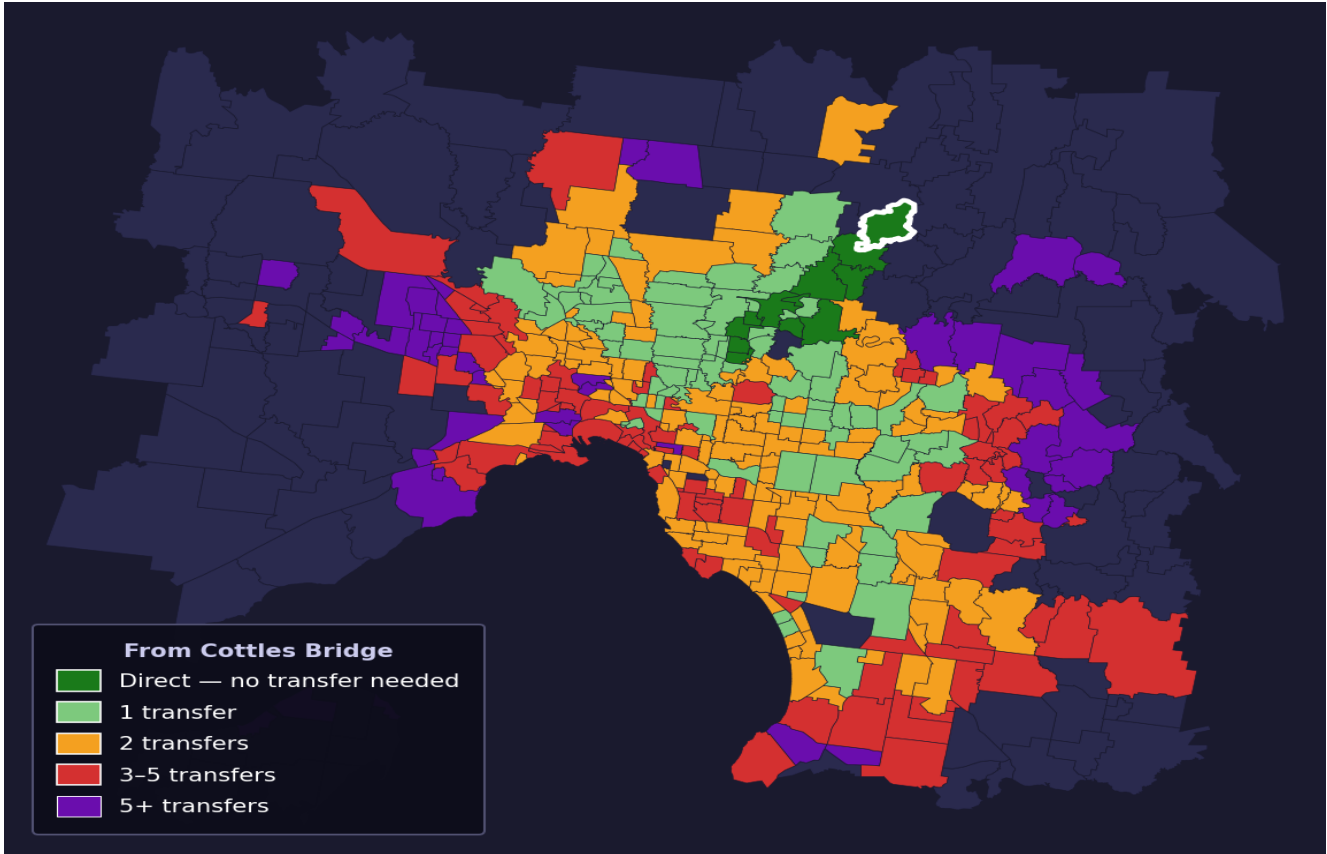 From Cottles Bridge
Direct — no transfer needed
1 transfer
2 transfers
3–5 transfers
5+ transfers